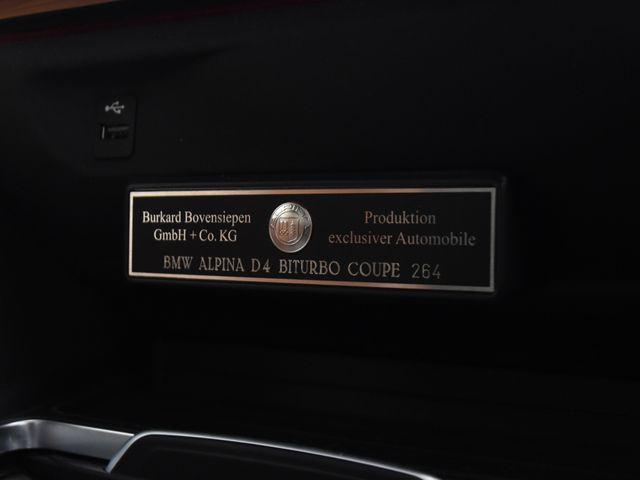 Burkard Bovensiepen
GmbH + Co. KG
Produktion
exclusiver Automobile
BMW ALPINA D4 BITURBO COUPE 264